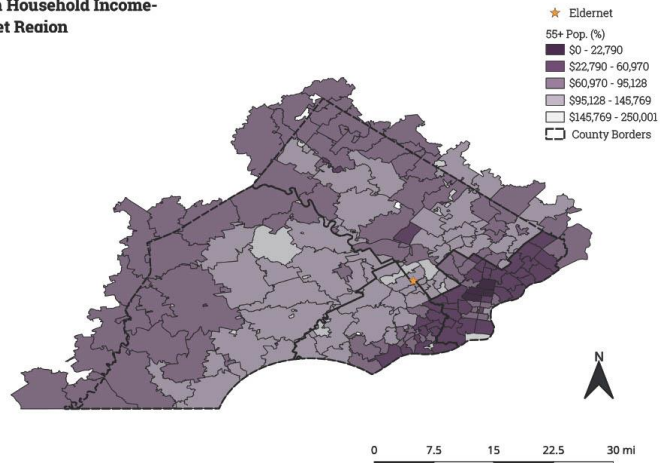 Household Income-
et Region
Eldernet
55+ Pop. (%)
$0 - 22,790
$22,790 - 60,970
$60,970 - 95,128
$95,128 - 145,769
$145,769 - 250,001
County Borders
N
0 7.5 15 22.5 30 mi